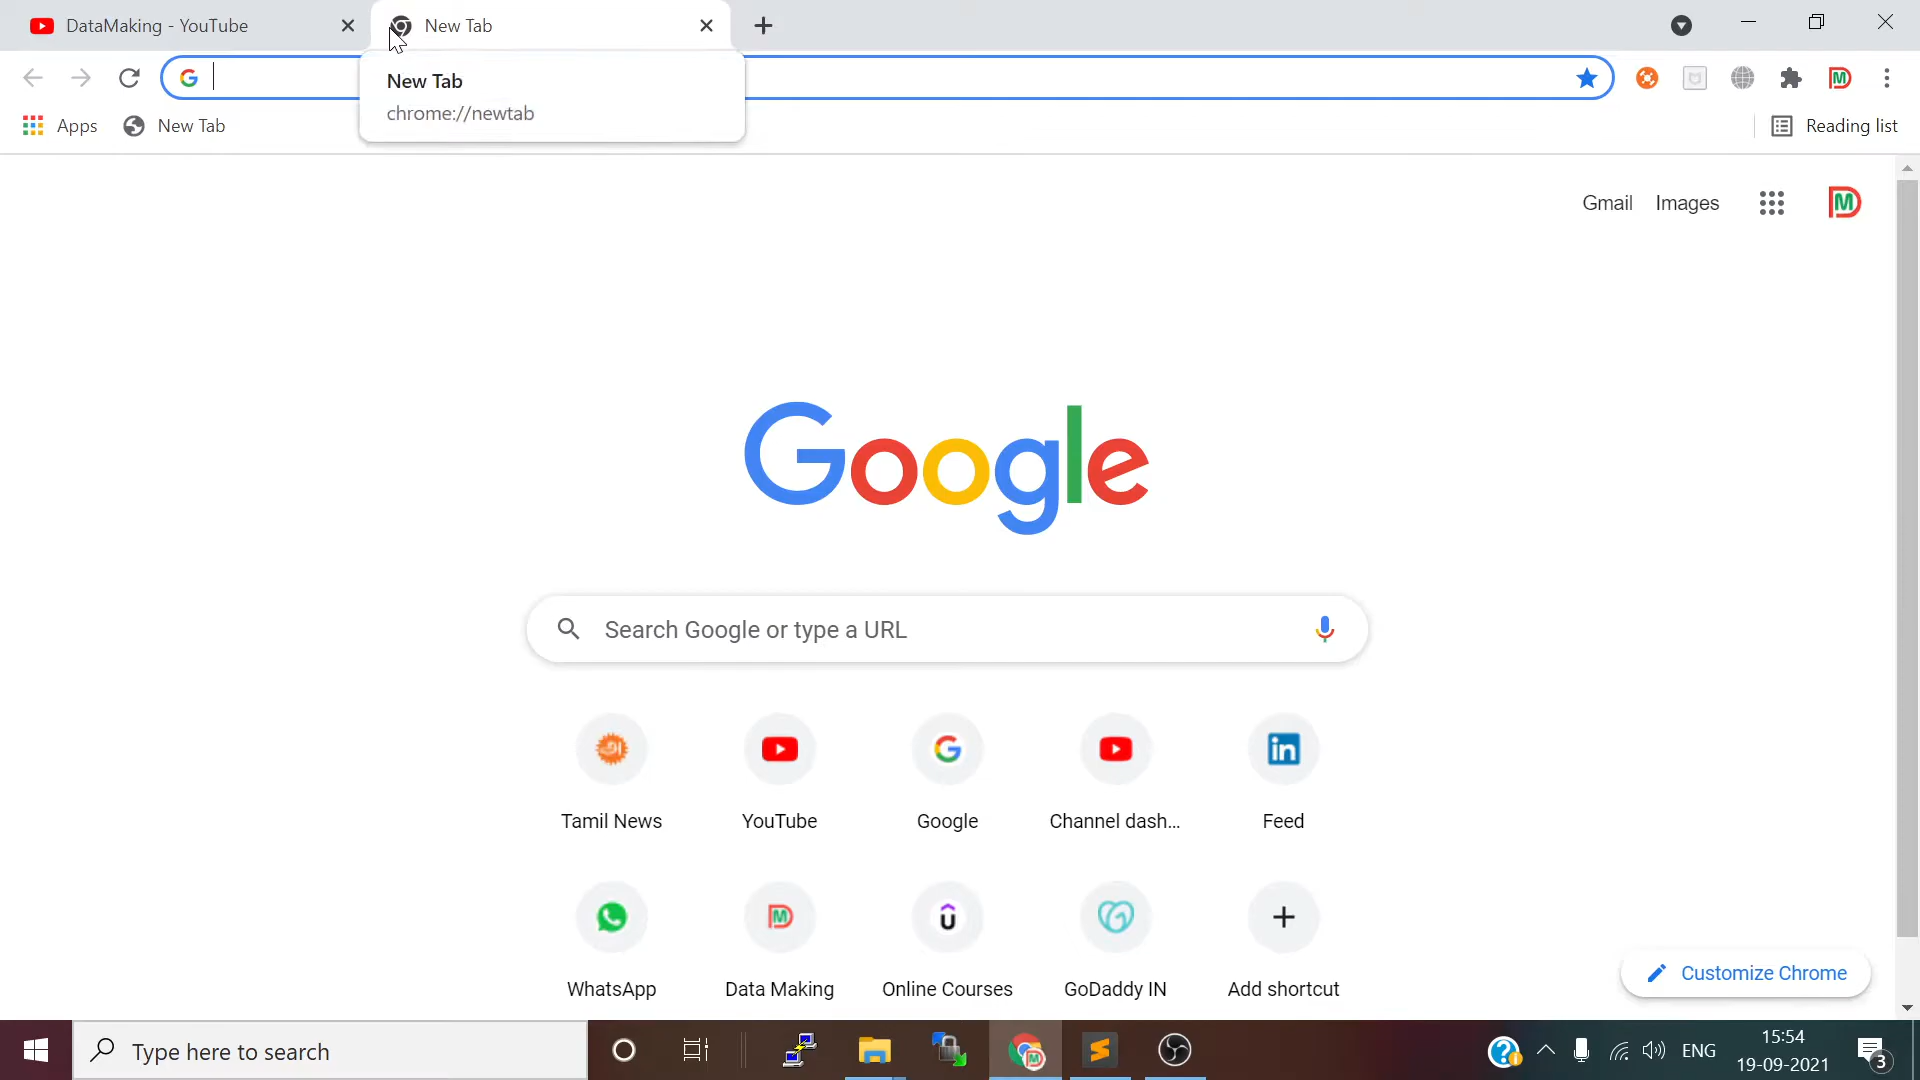 DataMaking - YouTube
New Tab
New Tab
chrome://newtab
Apps
New Tab
Reading list
Gmail
Images
Google
Search Google or type a URL
Tamil News
YouTube
Google
Channel dash...
Feed
WhatsApp
Data Making
Online Courses
GoDaddy IN
Add shortcut
Customize Chrome
Type here to search
ENG
15:54
19-09-2021
3